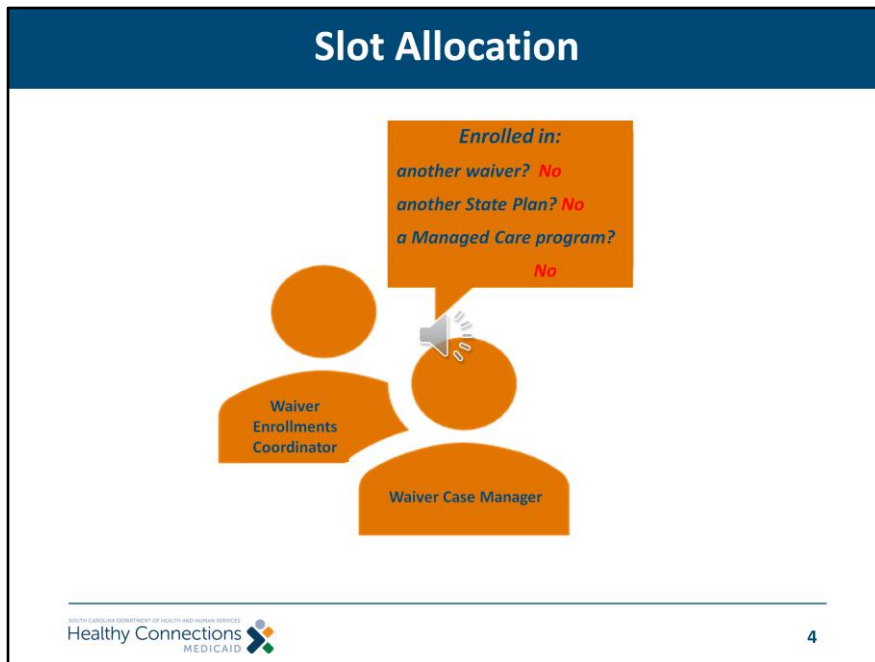 Slot Allocation
Enrolled in:
another waiver? No
another State Plan? No
a Managed Care program?
No
Waiver
Enrollments
Coordinator
Waiver Case Manager
SOUTH CAROLINA DEPARTMENT OF HEALTH AND HUMAN SERVICES
Healthy Connections
MEDICAID
4